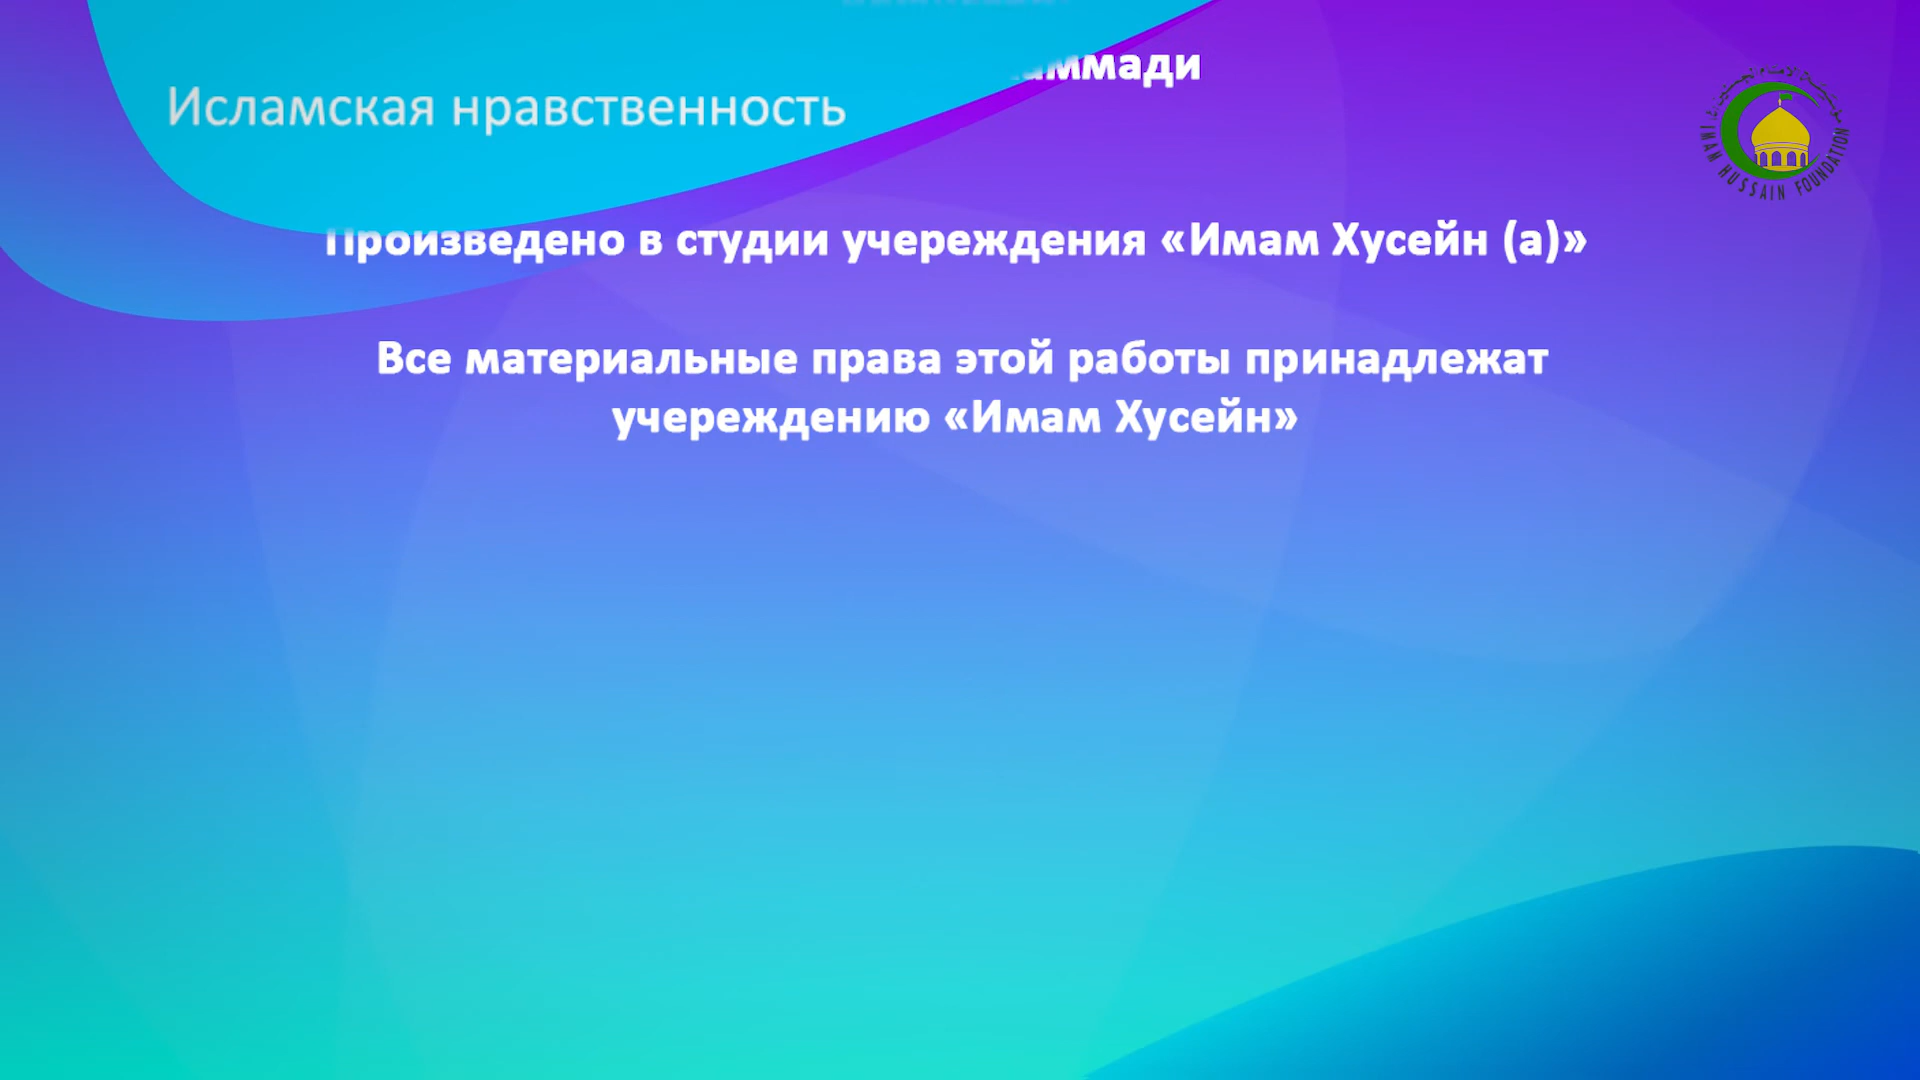 Исламская нравственность
Произведено в студии учереждения «Имам Хусейн (а)»
Все материальные права этой работы принадлежат
учереждению «Имам Хусейн»
IMAM HUSSAIN FOUNDATION